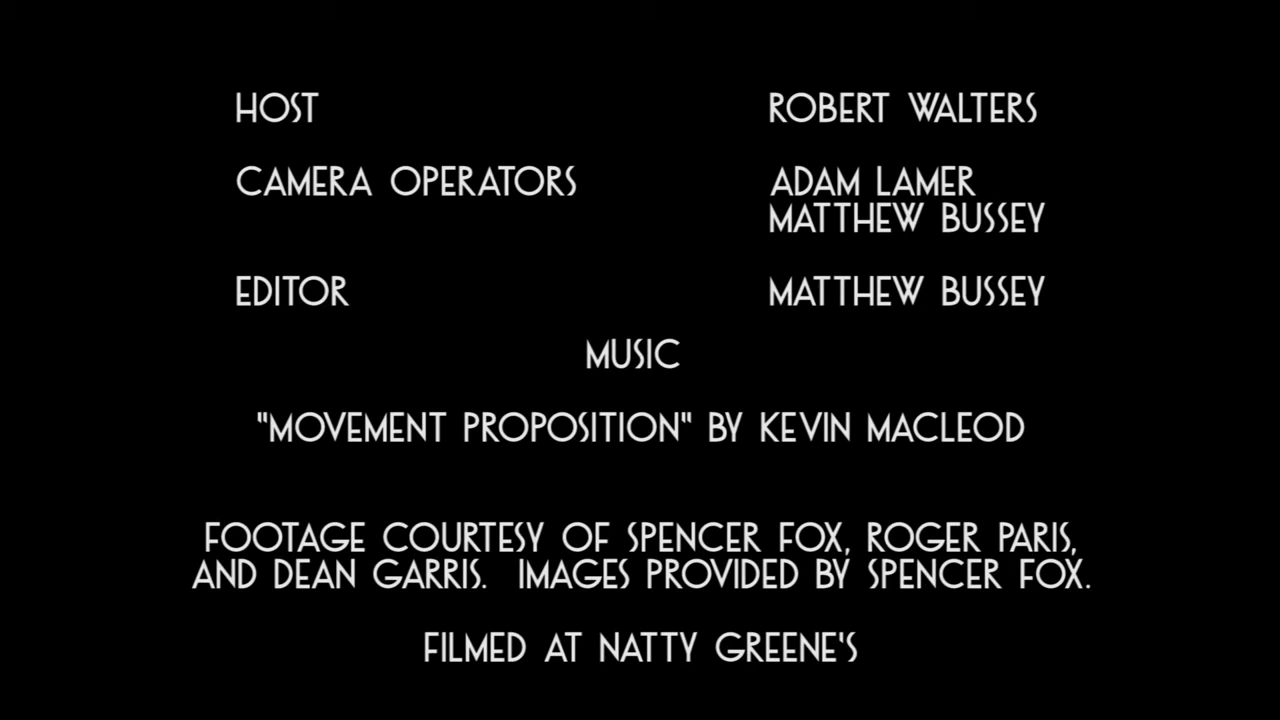 HOST ROBERT WALTERS
CAMERA OPERATORS ADAM LAMER
MATTHEW BUSSEY
EDITOR MATTHEW BUSSEY
MUSIC
"MOVEMENT PROPOSITION" BY KEVIN MACLEOD
FOOTAGE COURTESY OF SPENCER FOX, ROGER PARIS,
AND DEAN GARRIS. IMAGES PROVIDED BY SPENCER FOX.
FILMED AT NATTY GREENE'S